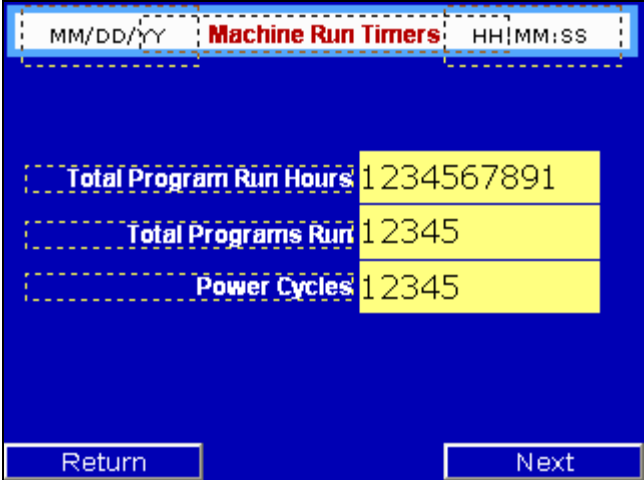 MM/DD/YY Machine Run Timers HH:MM:SS
Total Program Run Hours 1234567891
Total Programs Run 12345
Power Cycles 12345
Return Next